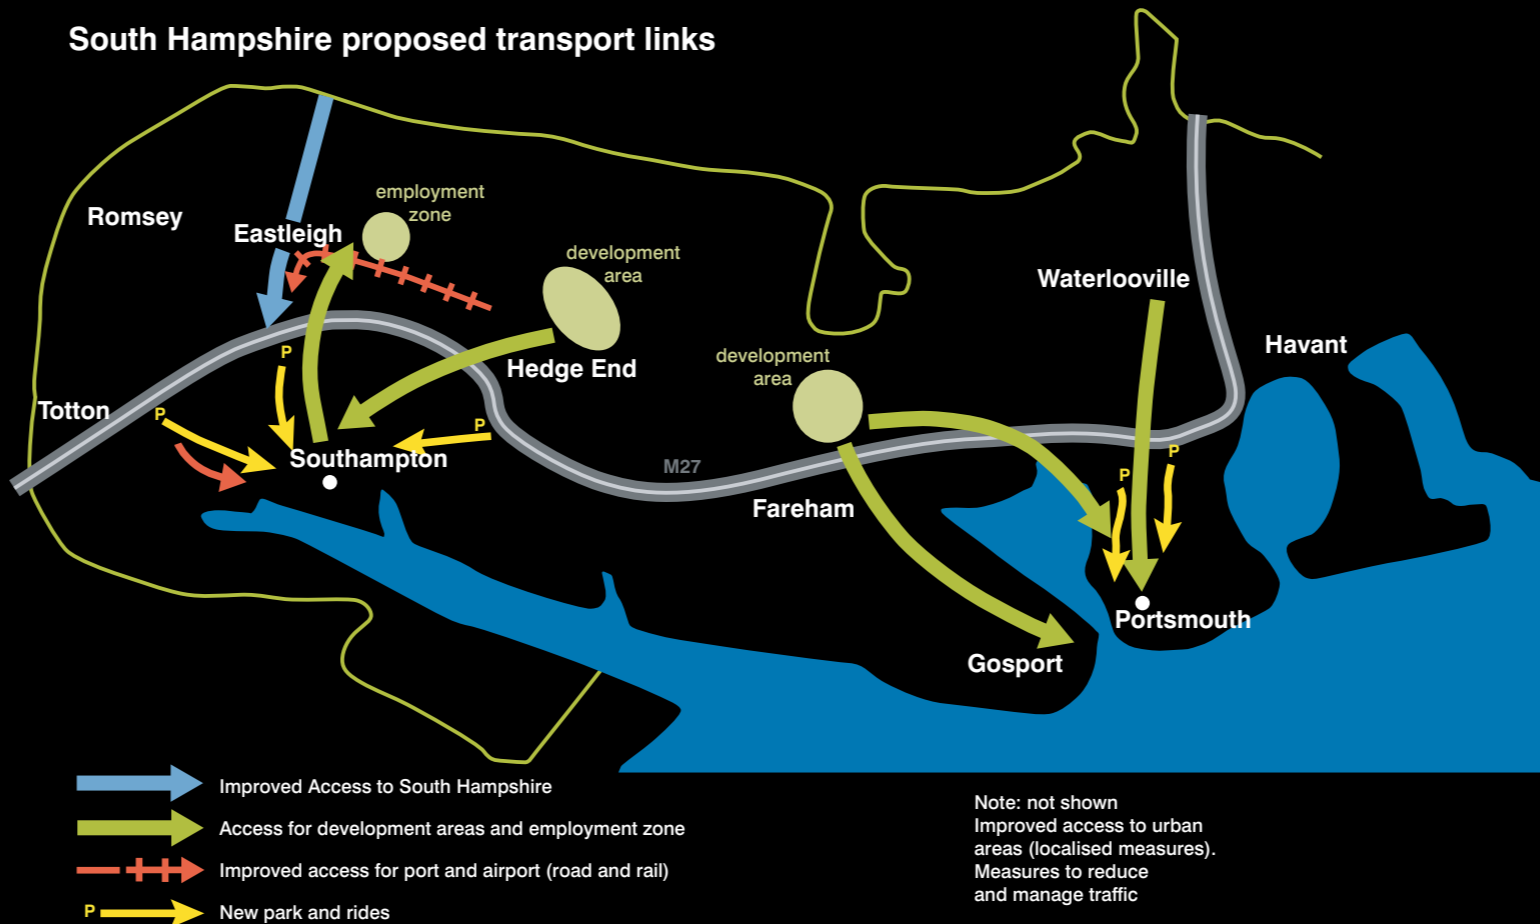 South Hampshire proposed transport links
employment
zone
Romsey
Eastleigh
development
area
Waterlooville
Havant
development
area
P
Hedge End
Totton
P
P
Southampton
M27
P
P
Fareham
Portsmouth
Gosport
Improved Access to South Hampshire
Access for development areas and employment zone
Improved access for port and airport (road and rail)
P
New park and rides
Note: not shown
Improved access to urban
areas (localised measures).
Measures to reduce
and manage traffic